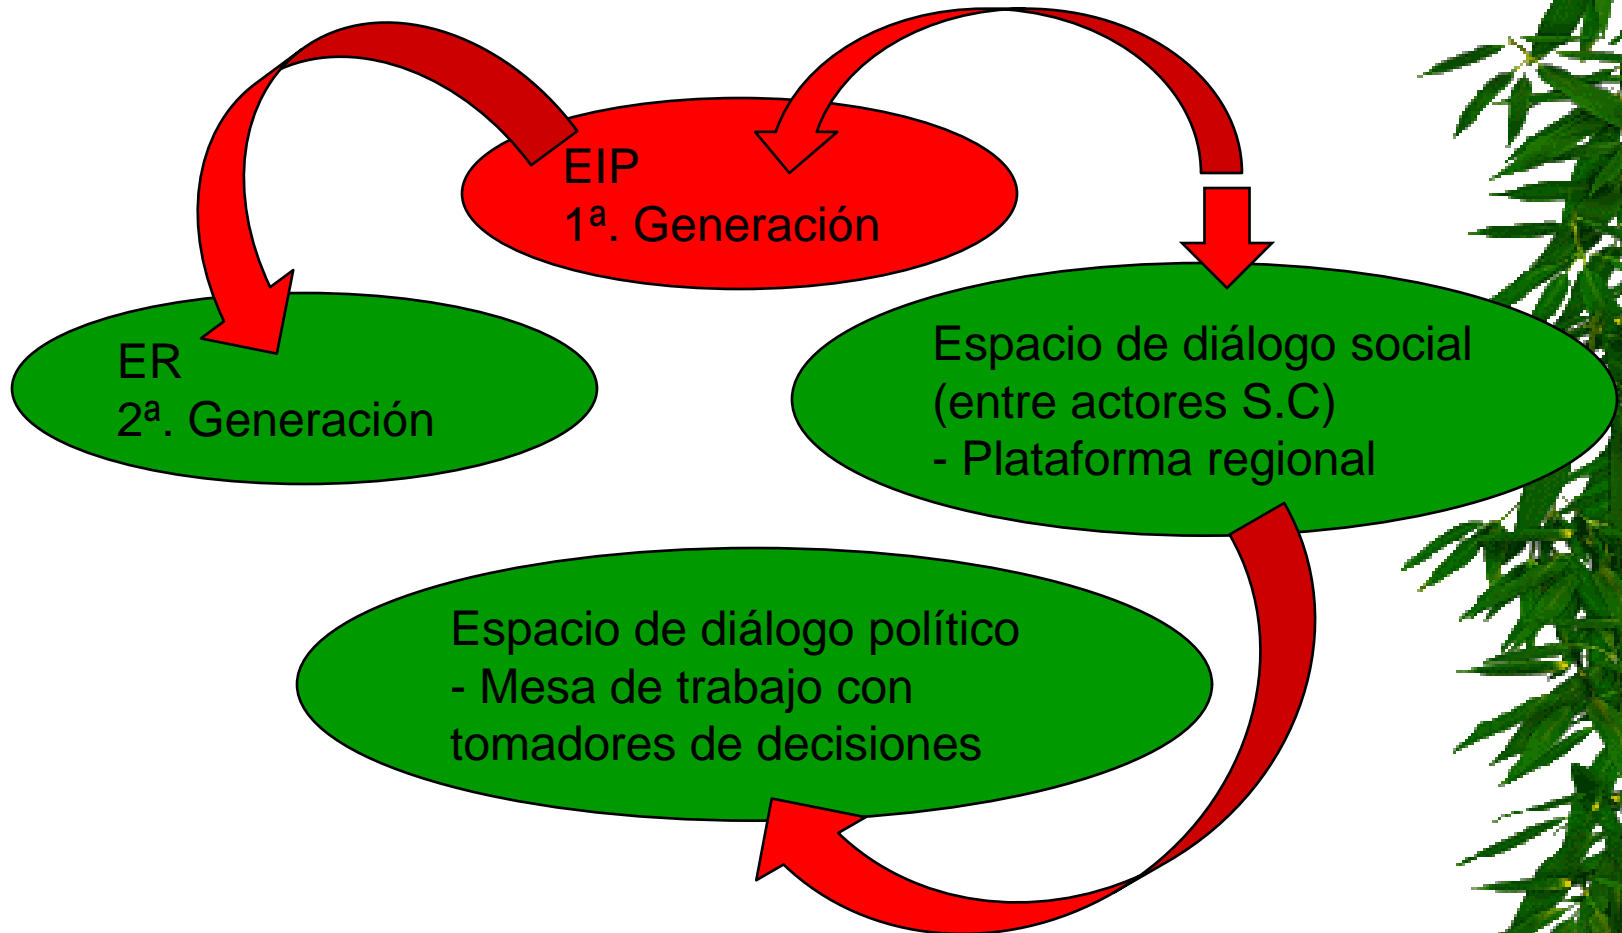 EIP
1ª. Generación
ER
2ª. Generación
Espacio de diálogo social
(entre actores S.C)
- Plataforma regional
Espacio de diálogo político
- Mesa de trabajo con
tomadores de decisiones